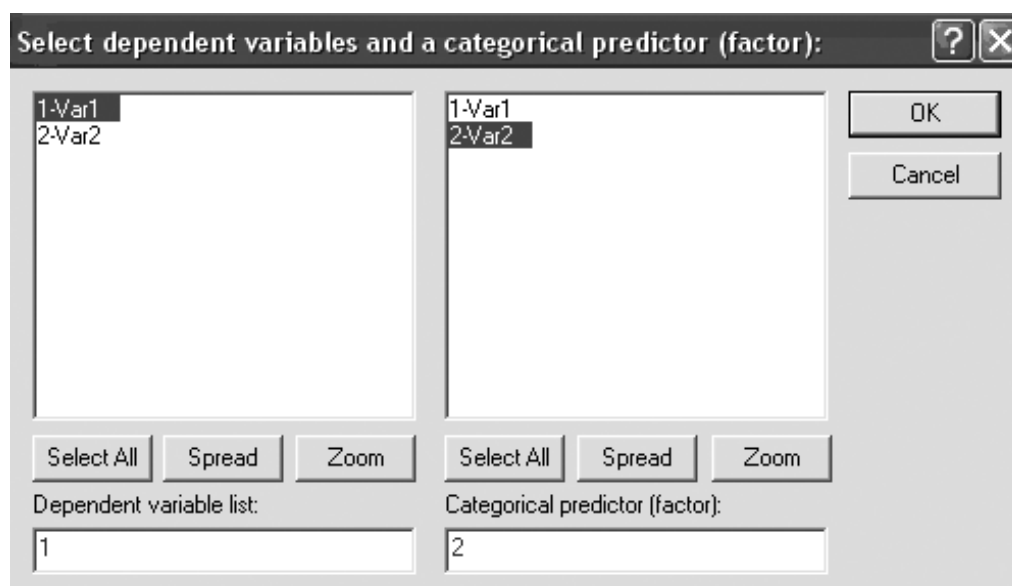 Select dependent variables and a categorical predictor (factor):
1-Var1
2-Var2
1-Var1
2-Var2
OK
Cancel
Select All Spread Zoom
Select All Spread Zoom
Dependent variable list:
Categorical predictor (factor):
1
2